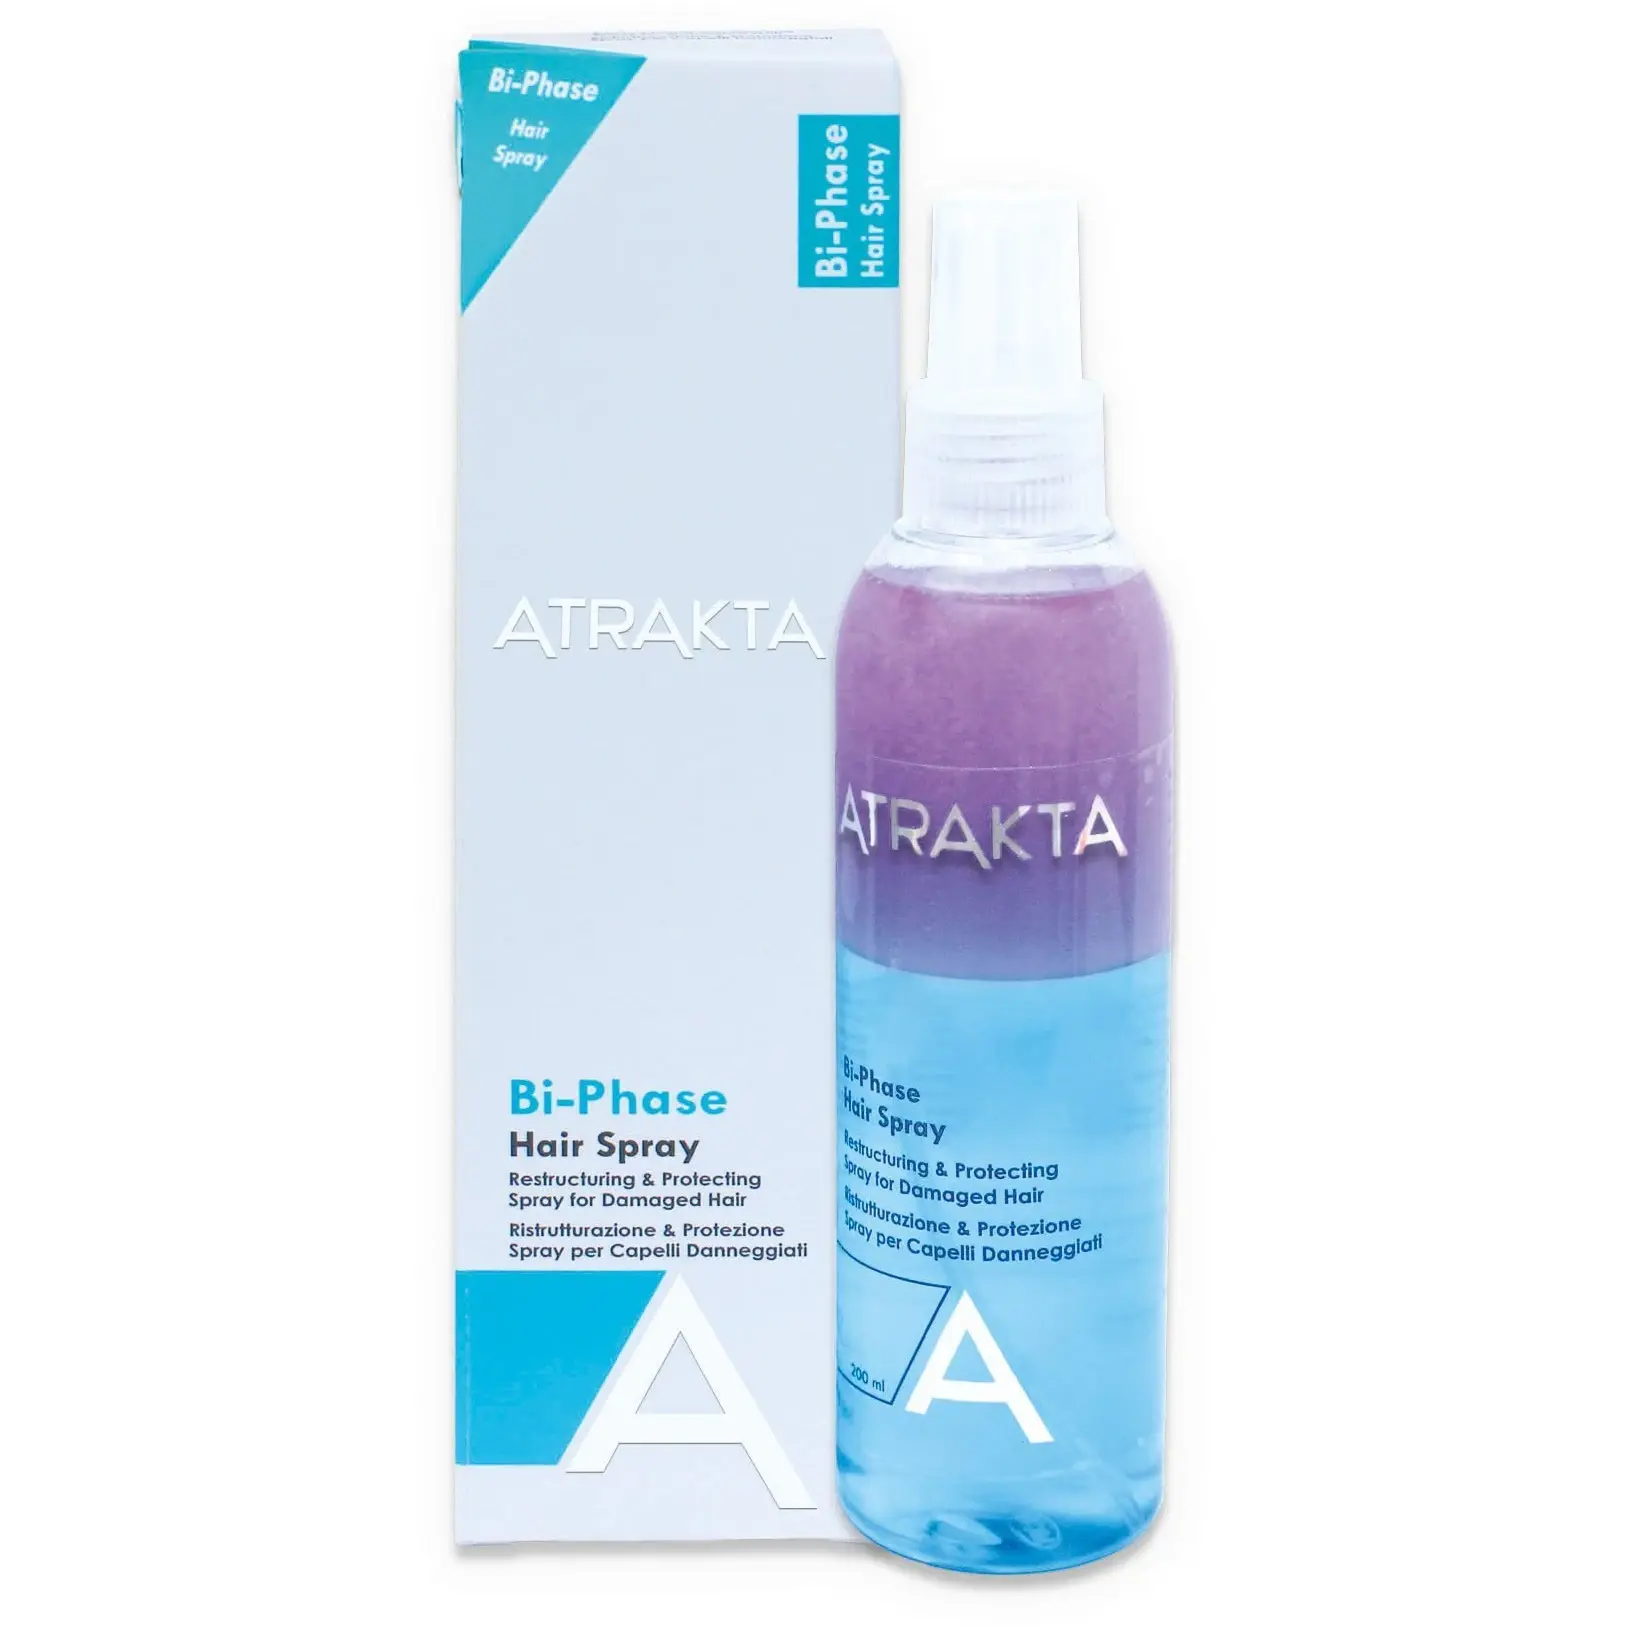 Bi-Phase
Hair
Spray
Bi-Phase
Hair Spray
ATRAKTA
Bi-Phase
Hair Spray
Restructuring & Protecting
Spray for Damaged Hair
Ristrutturazione & Protezione
Spray per Capelli Danneggiati
A
ATRAKTA
Bi-Phase
Hair Spray
Restructuring & Protecting
Spray for Damaged Hair
Ristrutturazione & Protezione
Spray per Capelli Danneggiati
200 ml
A